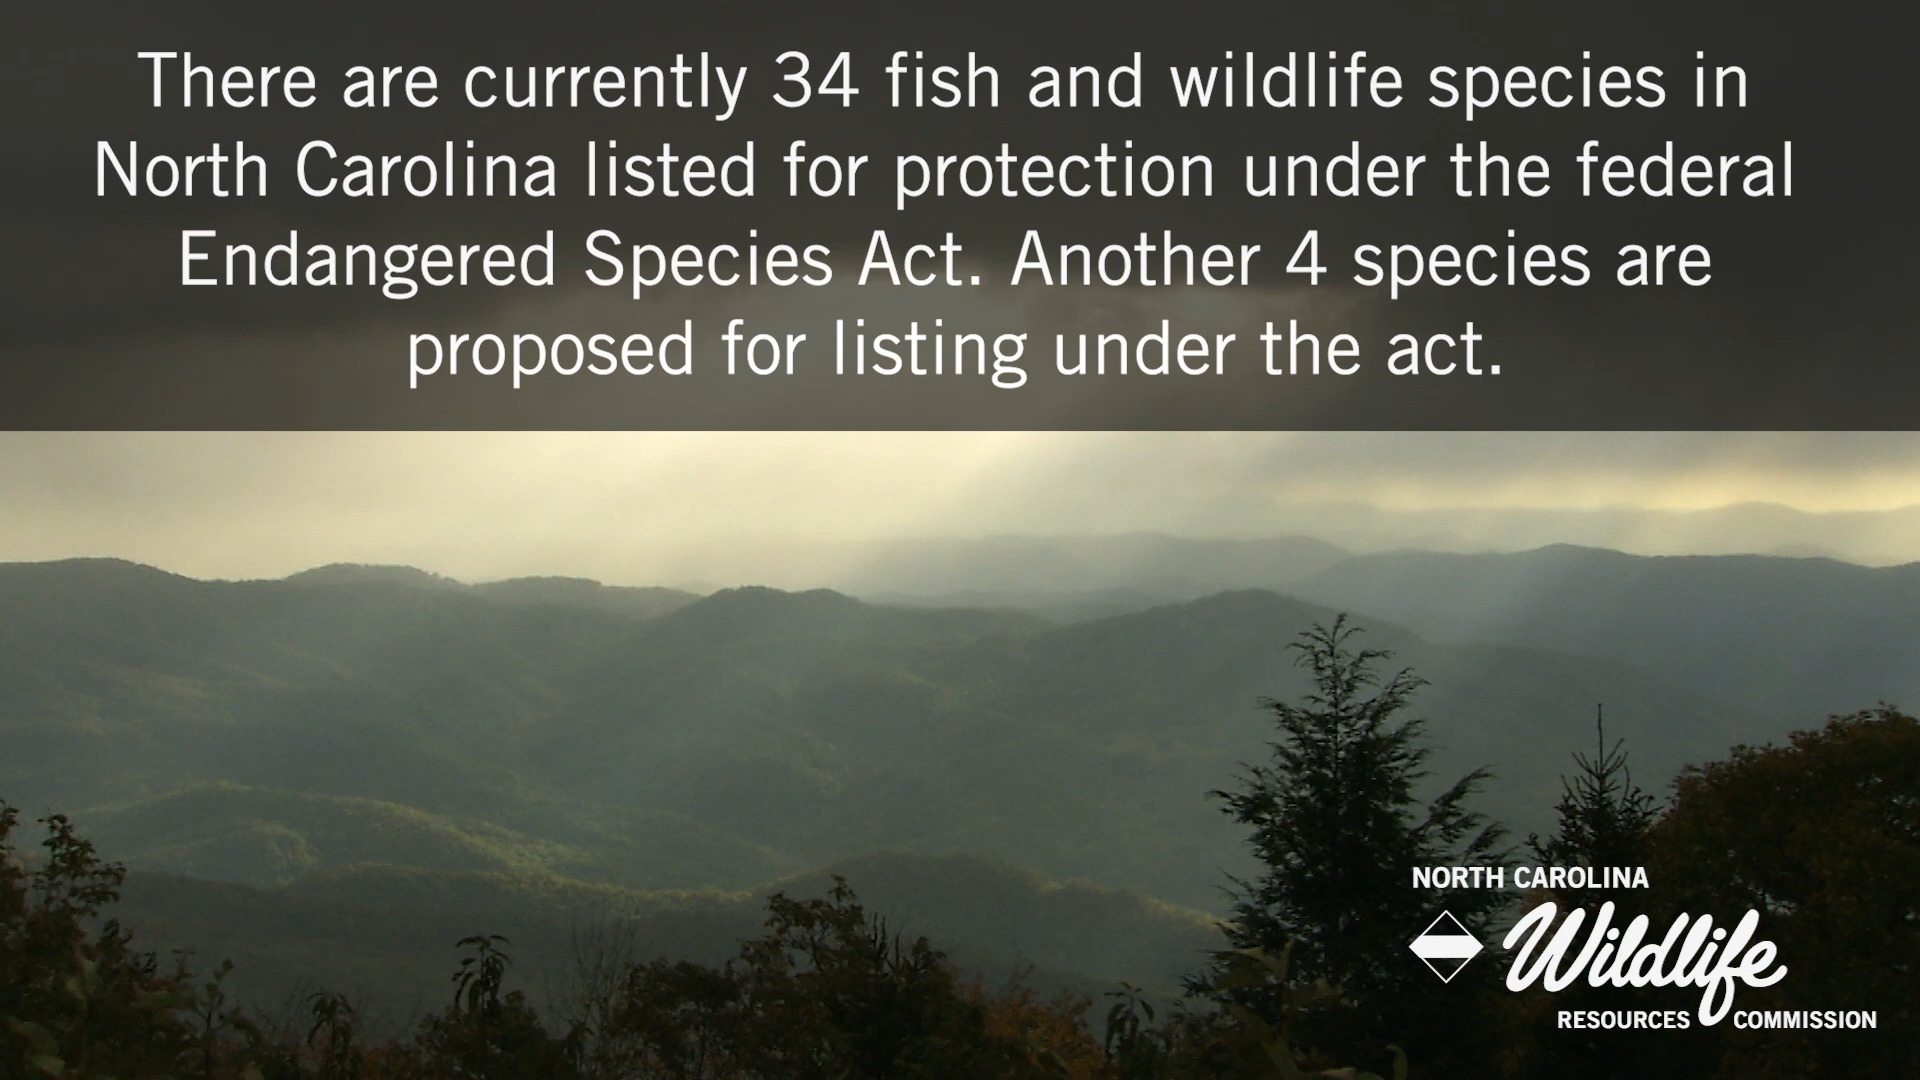 There are currently 34 fish and wildlife species in
North Carolina listed for protection under the federal
Endangered Species Act. Another 4 species are
proposed for listing under the act.
NORTH CAROLINA
Wildlife
RESOURCES COMMISSION